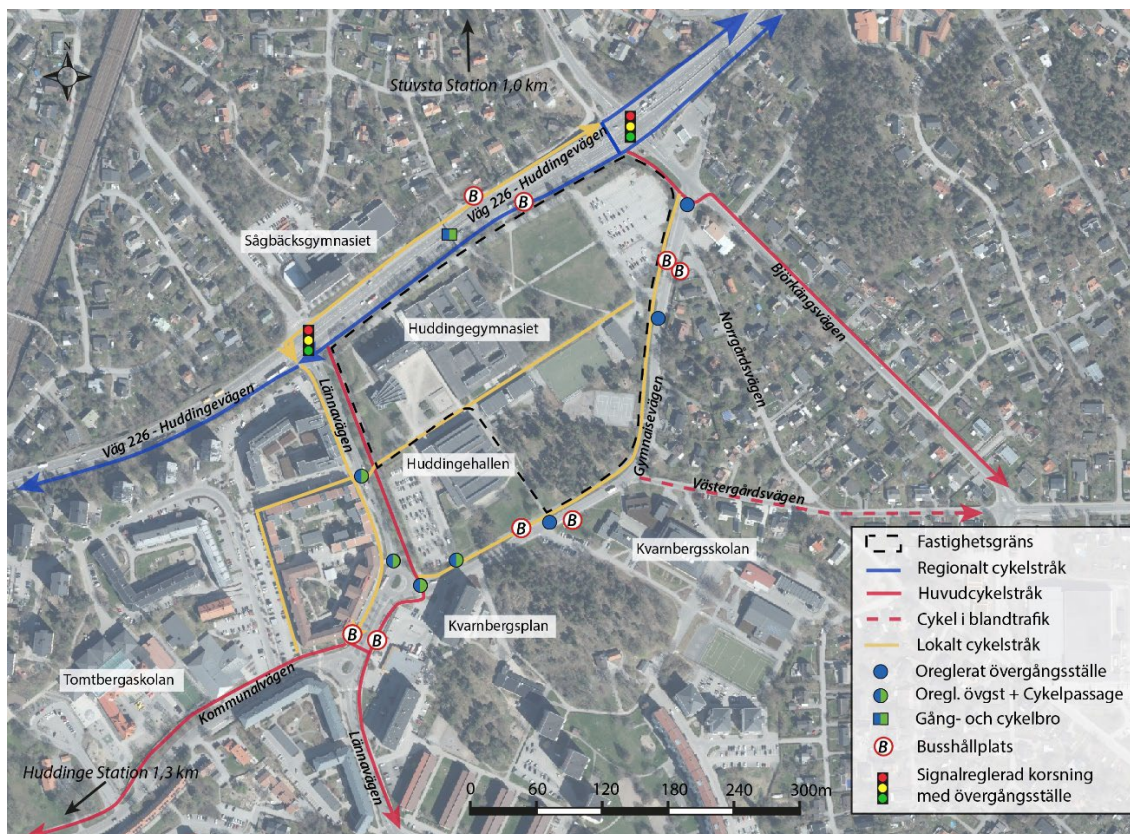 N
Stuvsta Station 1,0 km
Väg 226 - Huddingevägen
B
B
Sågbäcksgymnasiet
B
B
Björkängsvägen
Huddingegymnasiet
Norrgårdsvägen
Lännavägen
Gymnaisevägen
Väg 226 - Huddingevägen
Huddingehallen
Västergårdsvägen
B
B
Kvarnbergsskolan
Kvarnbergsplan
B
B
Tomtbergaskolan
Kommunalvägen
Lännavägen
Huddinge Station 1,3 km
0 60 120 180 240 300m
Fastighetsgräns
Regionalt cykelstråk
Huvudcykelstråk
Cykel i blandtrafik
Lokalt cykelstråk
Oreglerat övergångsställe
Oregl. övgst + Cykelpassage
Gång- och cykelbro
B Busshållplats
Signalreglerad korsning
med övergångsställe